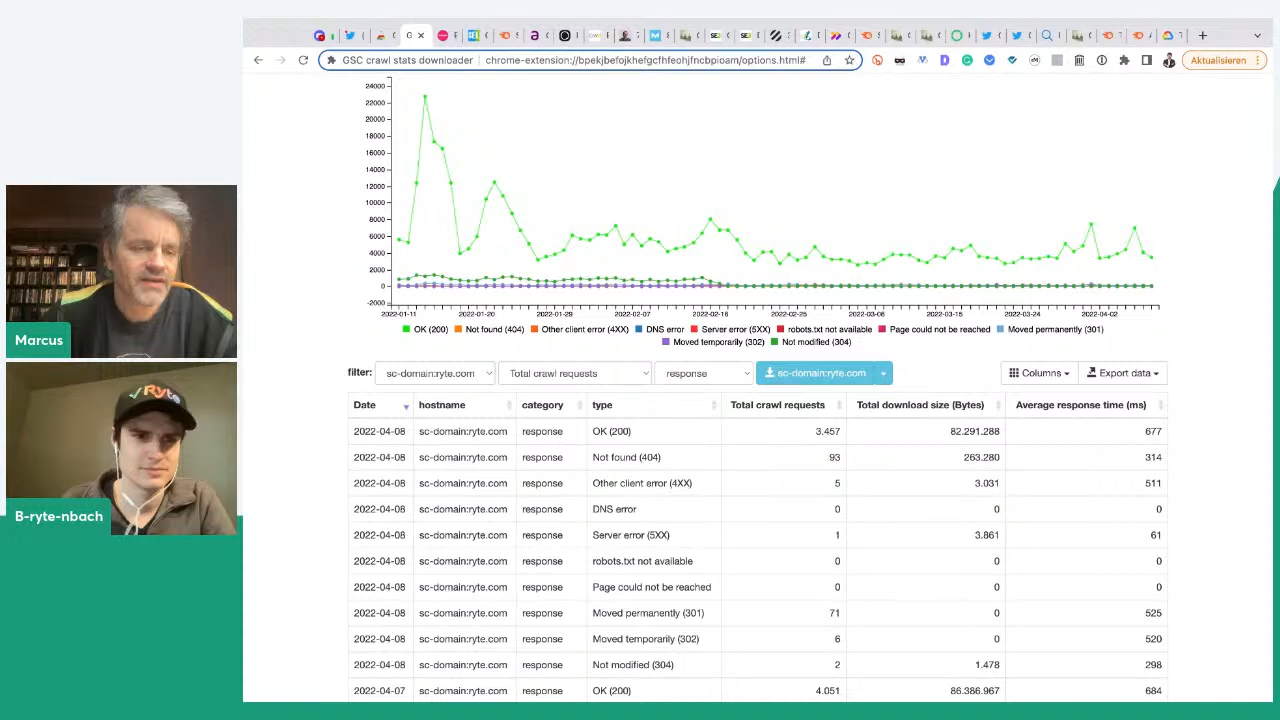 GSC crawl stats downloader
chrome-extension://bpekjbefojkhefgcfhfeohjfncbpioam/options.html#
Aktualisieren
24000
22000
20000
18000
16000
14000
12000
10000
8000
6000
4000
2000
0
-2000
2022-01-11 2022-01-20 2022-01-29 2022-02-07 2022-02-16 2022-02-25 2022-03-06 2022-03-15 2022-03-24 2022-04-02
OK (200) Not found (404) Other client error (4XX) DNS error Server error (5XX) robots.txt not available Page could not be reached Moved permanently (301)
Moved temporarily (302) Not modified (304)
filter: sc-domain:ryte.com Total crawl requests response sc-domain:ryte.com Columns Export data
Date hostname category type Total crawl requests Total download size (Bytes) Average response time (ms)
2022-04-08 sc-domain:ryte.com response OK (200) 3.457 82.291.288 677
2022-04-08 sc-domain:ryte.com response Not found (404) 93 263.280 314
2022-04-08 sc-domain:ryte.com response Other client error (4XX) 5 3.031 511
2022-04-08 sc-domain:ryte.com response DNS error 0 0 0
2022-04-08 sc-domain:ryte.com response Server error (5XX) 1 3.861 61
2022-04-08 sc-domain:ryte.com response robots.txt not available 0 0 0
2022-04-08 sc-domain:ryte.com response Page could not be reached 0 0 0
2022-04-08 sc-domain:ryte.com response Moved permanently (301) 71 0 525
2022-04-08 sc-domain:ryte.com response Moved temporarily (302) 6 0 520
2022-04-08 sc-domain:ryte.com response Not modified (304) 2 1.478 298
2022-04-07 sc-domain:ryte.com response OK (200) 4.051 86.386.967 684
Marcus
Ryte
B-ryte-nbach